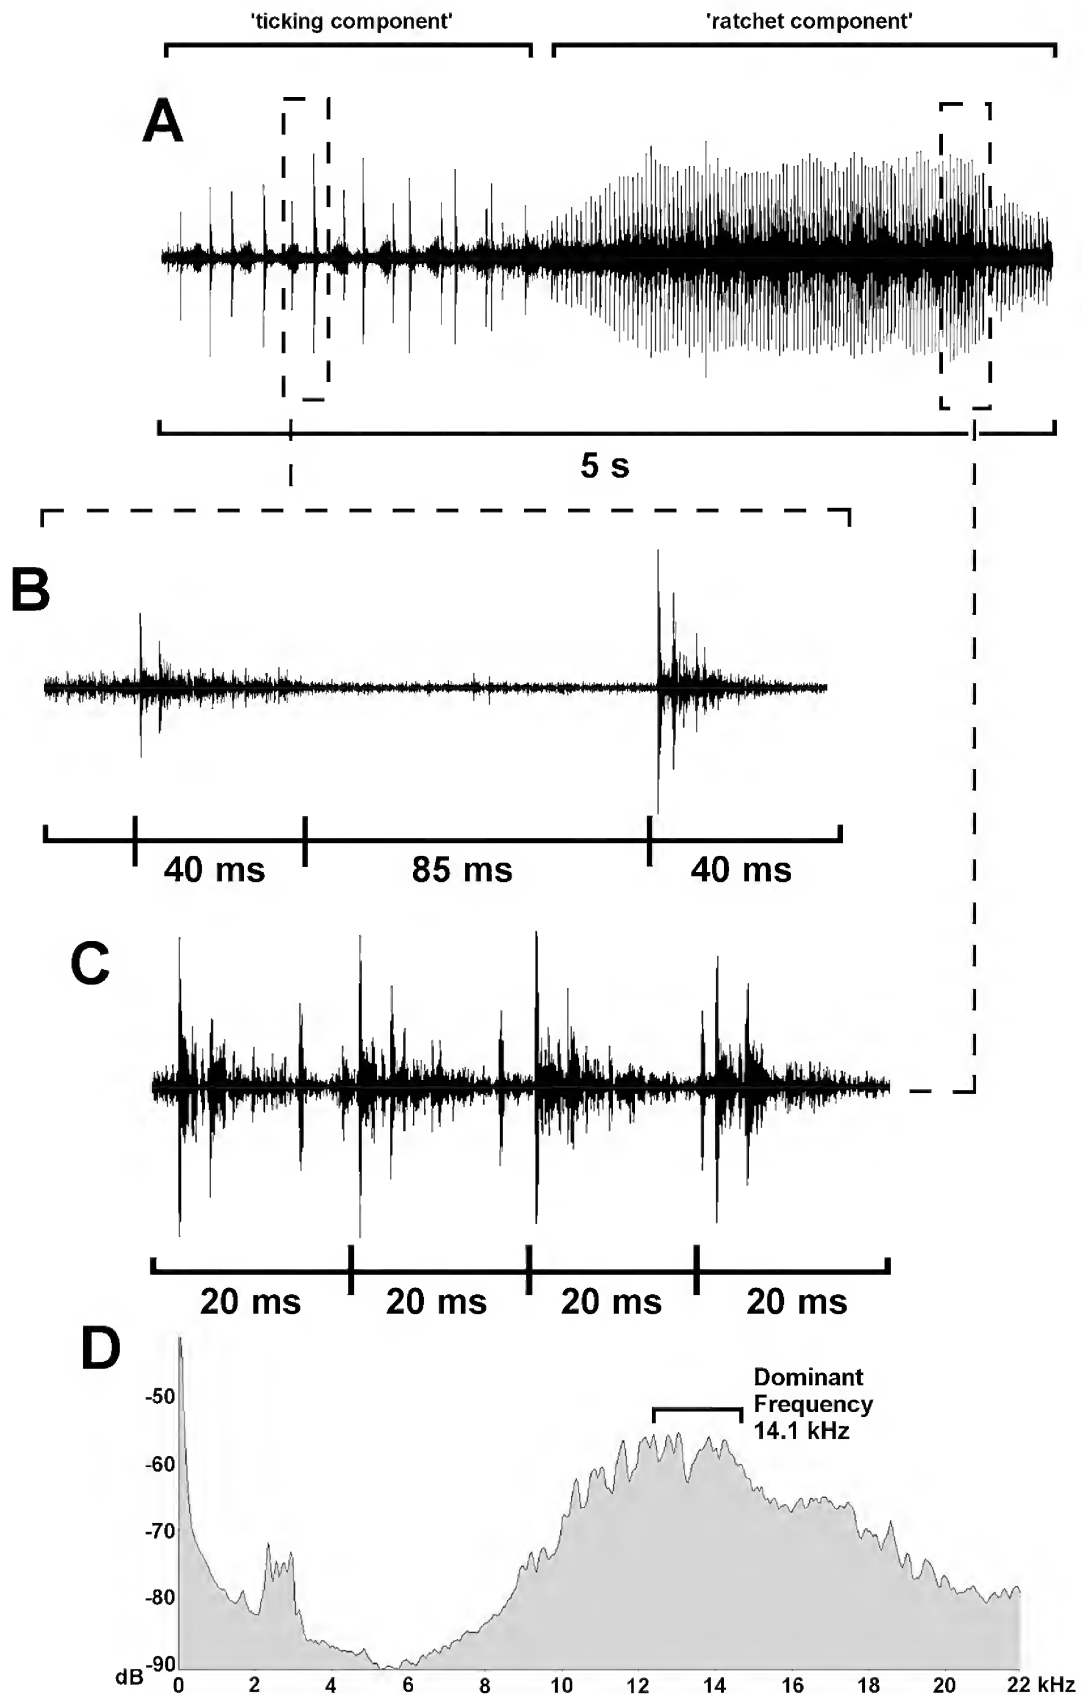 'ticking component' 'ratchet component'
A
5 s
B
40 ms 85 ms 40 ms
C
20 ms 20 ms 20 ms 20 ms
D
Dominant
Frequency
14.1 kHz
-50
-60
-70
-80
dB -90
0 2 4 6 8 10 12 14 16 18 20 22 kHz